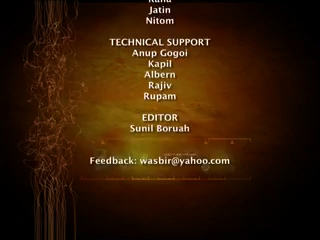 Jatin
Nitom
TECHNICAL SUPPORT
Anup Gogoi
Kapil
Albern
Rajiv
Rupam
EDITOR
Sunil Boruah
Feedback: wasbir@yahoo.com